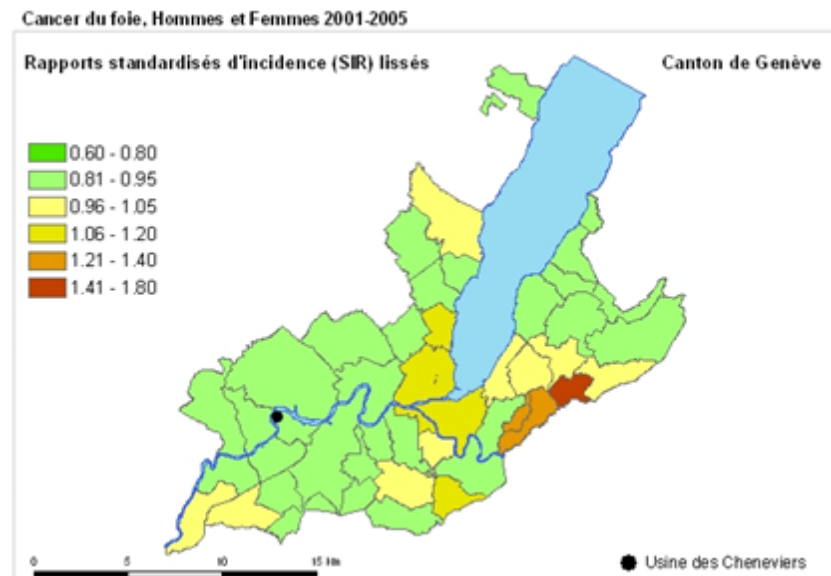 Cancer du foie, Hommes et Femmes 2001-2005
Rapports standardisés d'incidence (SIR) lissés
Canton de Genève
0.60 - 0.80
0.81 - 0.95
0.96 - 1.05
1.06 - 1.20
1.21 - 1.40
1.41 - 1.80
0 5 10 15 km
Usine des Cheneviers